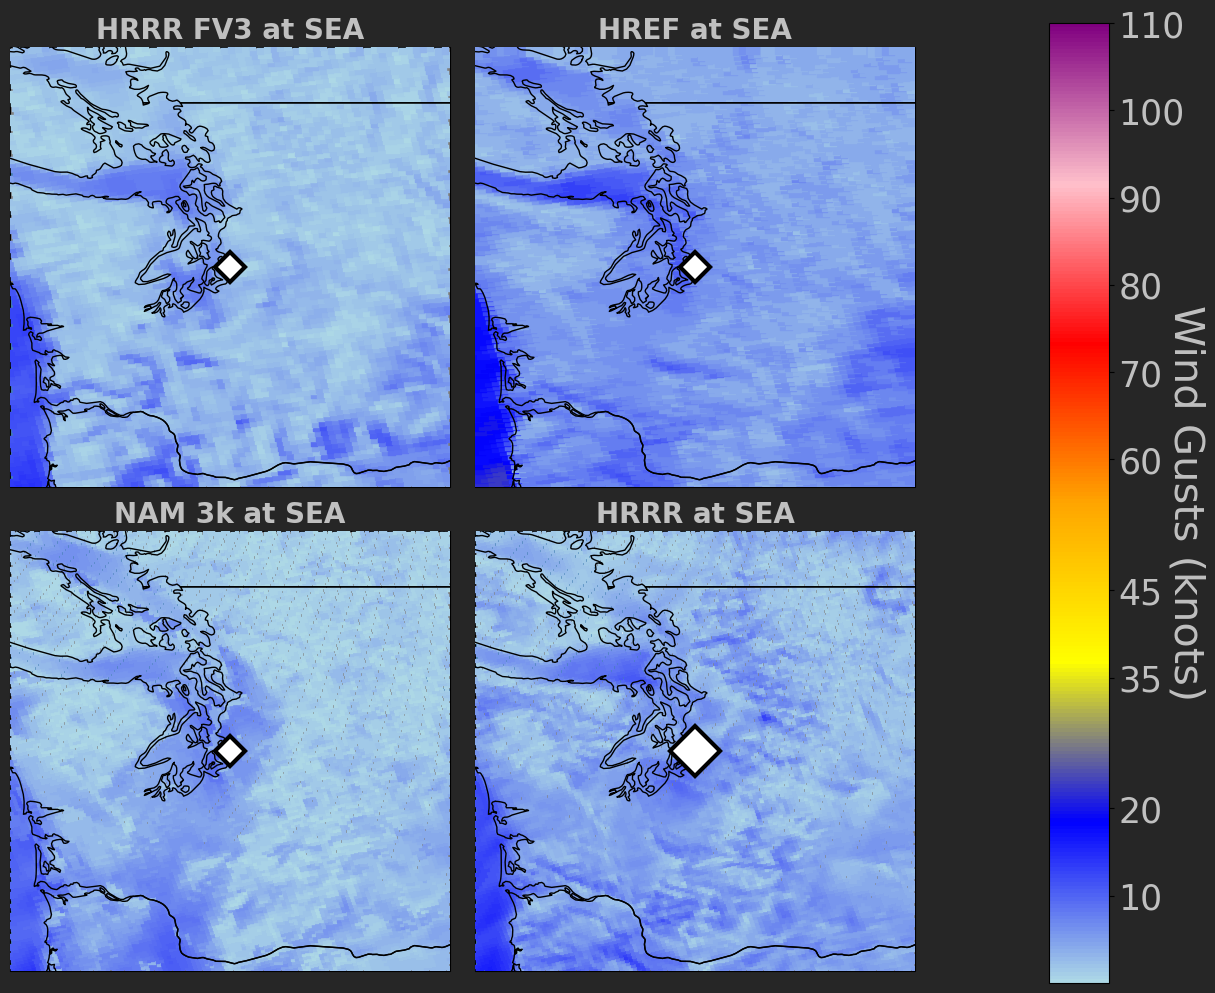 HRRR FV3 at SEA
HREF at SEA
NAM 3k at SEA
HRRR at SEA
110
100
90
80
70
60
45
35
20
10
Wind Gusts (knots)